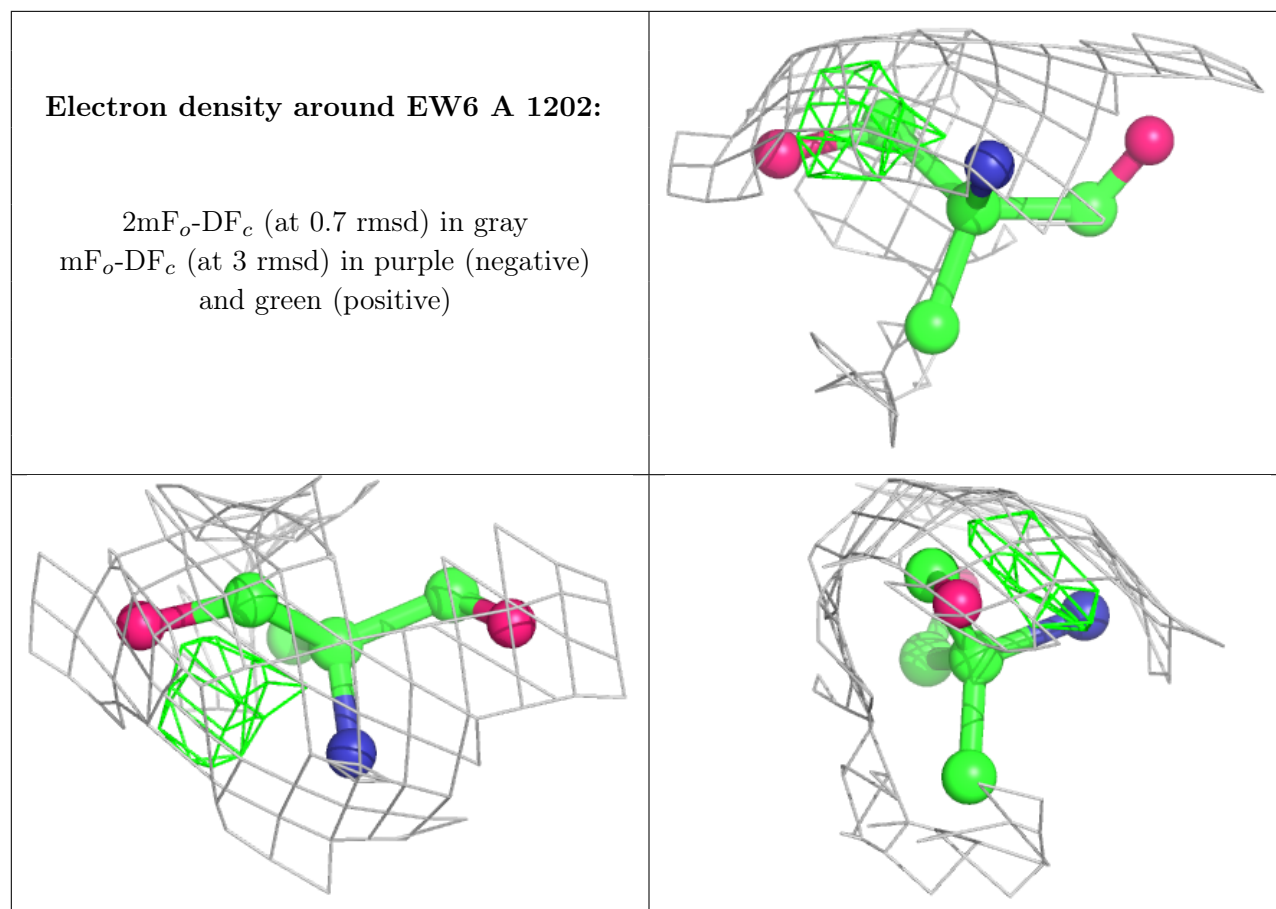 Electron density around EW6 A 1202:
2mFo-DFc (at 0.7 rmsd) in gray
mFo-DFc (at 3 rmsd) in purple (negative)
and green (positive)